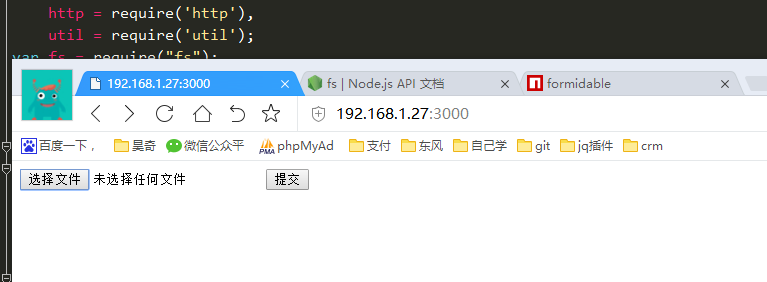 http = require('http'),
util = require('util');
var fs = require("fs");
192.168.1.27:3000 fs | Node.js API 文档 formidable
192.168.1.27:3000
百度一下， 昊奇 微信公众平 PMA phpMyAd 支付 东风 自己学 git jq插件 crm
选择文件 未选择任何文件 提交